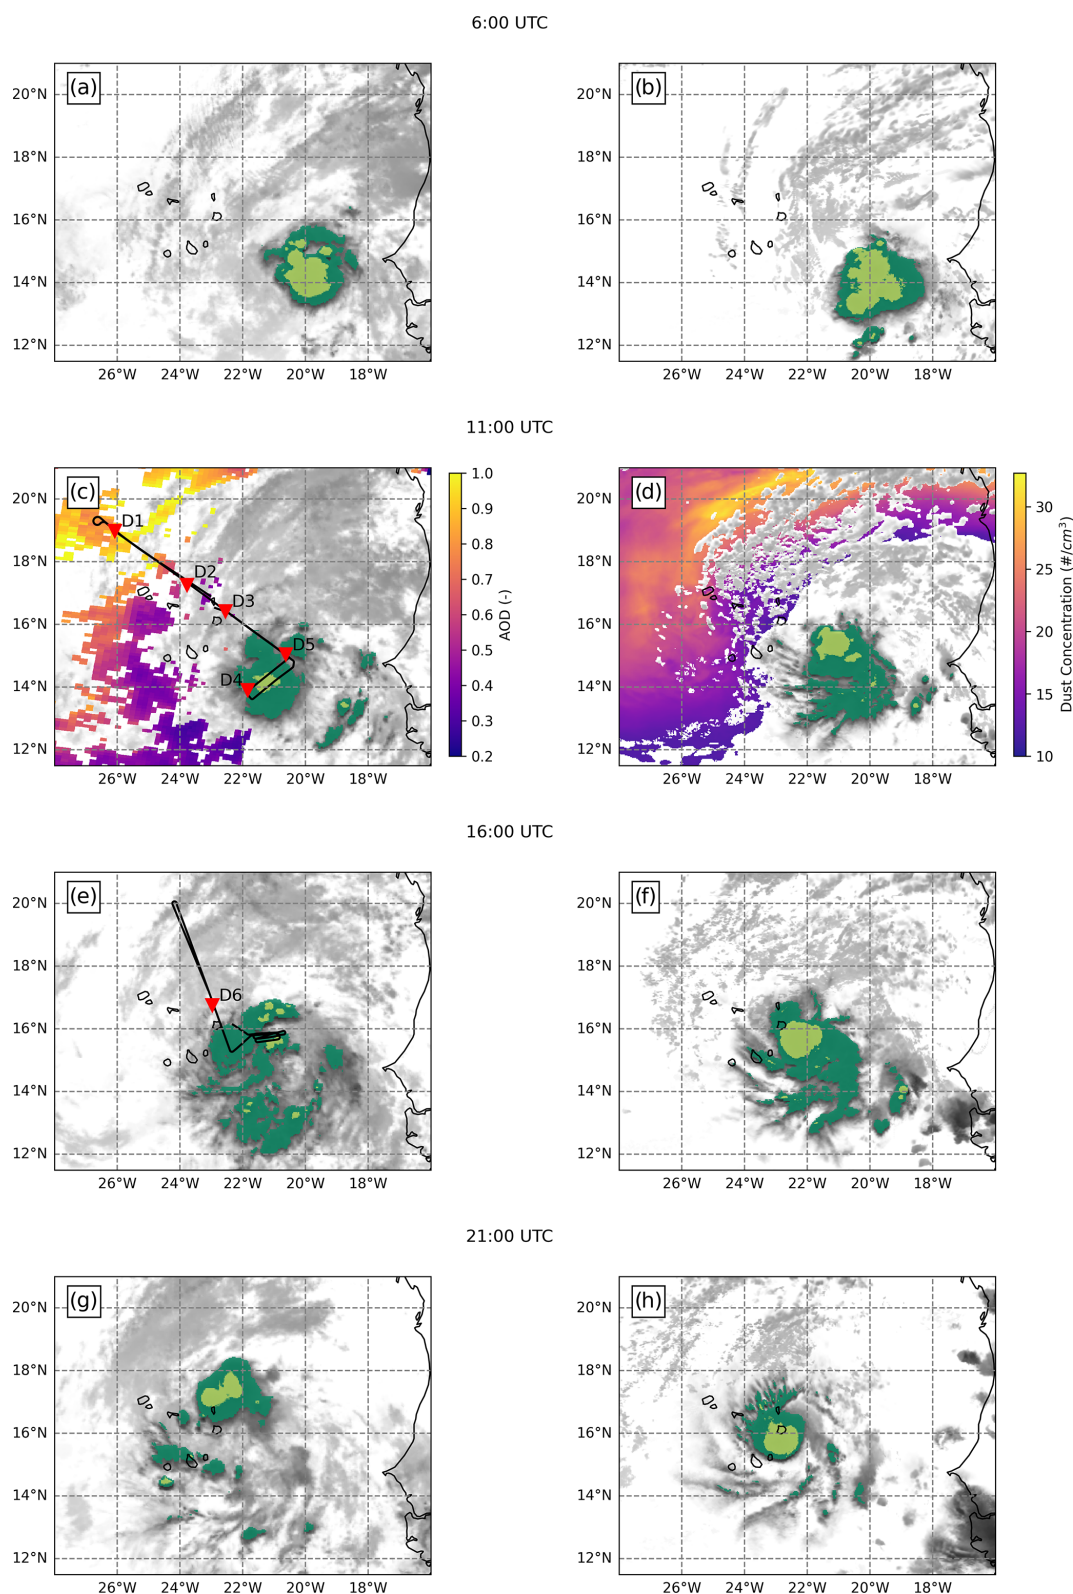 6:00 UTC
(a)
(b)
20°N
18°N
16°N
14°N
12°N
26°W 24°W 22°W 20°W 18°W
20°N
18°N
16°N
14°N
12°N
26°W 24°W 22°W 20°W 18°W
11:00 UTC
(c)
D1
D2
D3
D5
D4
20°N
18°N
16°N
14°N
12°N
26°W 24°W 22°W 20°W 18°W
1.0
0.9
0.8
0.7
0.6
0.5
0.4
0.3
0.2
AOD (-)
(d)
20°N
18°N
16°N
14°N
12°N
26°W 24°W 22°W 20°W 18°W
30
25
20
15
10
Dust Concentration (#/cm³)
16:00 UTC
(e)
D6
20°N
18°N
16°N
14°N
12°N
26°W 24°W 22°W 20°W 18°W
(f)
20°N
18°N
16°N
14°N
12°N
26°W 24°W 22°W 20°W 18°W
21:00 UTC
(g)
20°N
18°N
16°N
14°N
12°N
26°W 24°W 22°W 20°W 18°W
(h)
20°N
18°N
16°N
14°N
12°N
26°W 24°W 22°W 20°W 18°W